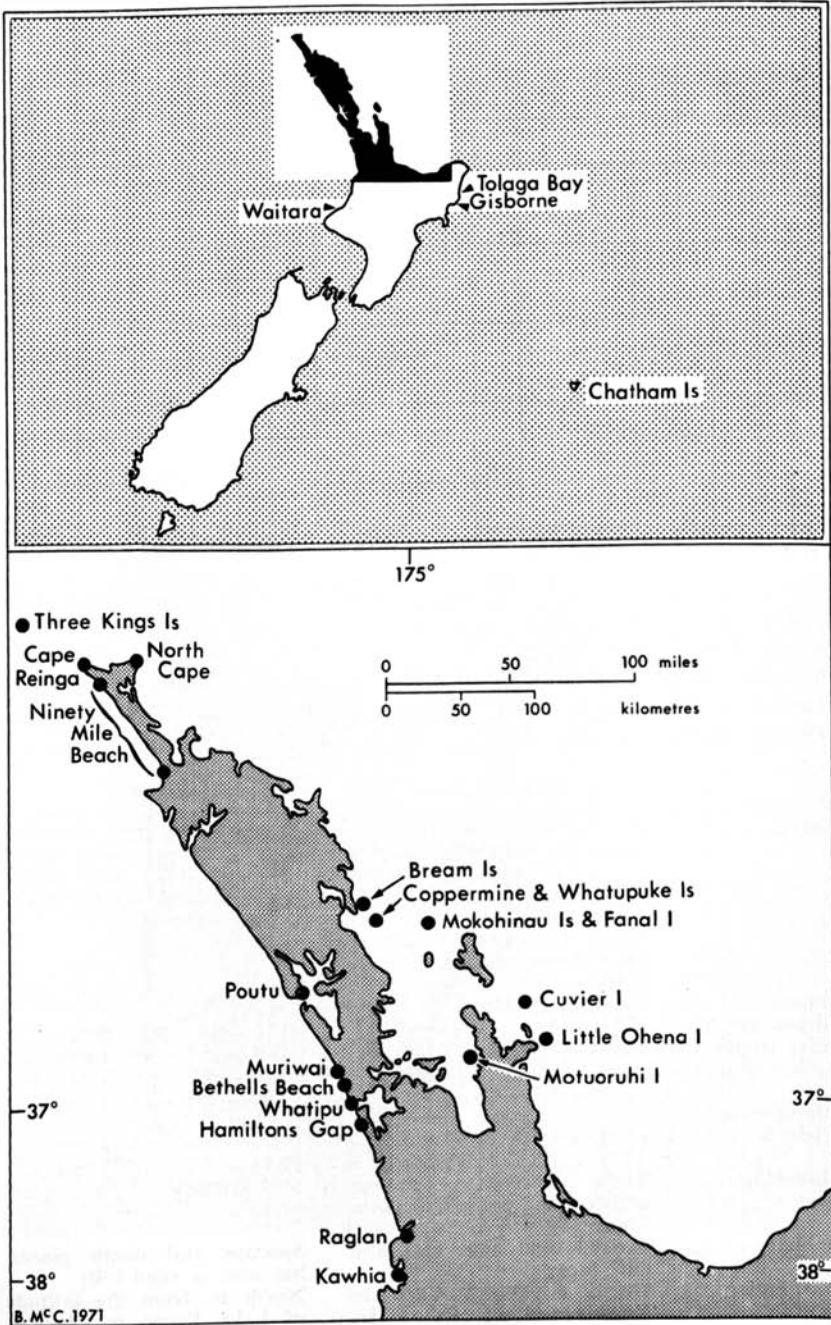 Waitara
Tolaga Bay
Gisborne
Chatham Is
175°
Three Kings Is
Cape
Reinga
North
Cape
Ninety
Mile
Beach
0 50 100 miles
0 50 100 kilometres
Bream Is
Coppermine & Whatupuke Is
Mokohinau Is & Fanal I
Poutu
Cuvier I
Little Ohena I
Motuoruhi I
Muriwai
Bethells Beach
Whatipu
Hamiltons Gap
37°
37°
Raglan
Kawhia
38°
38°
B.McC.1971